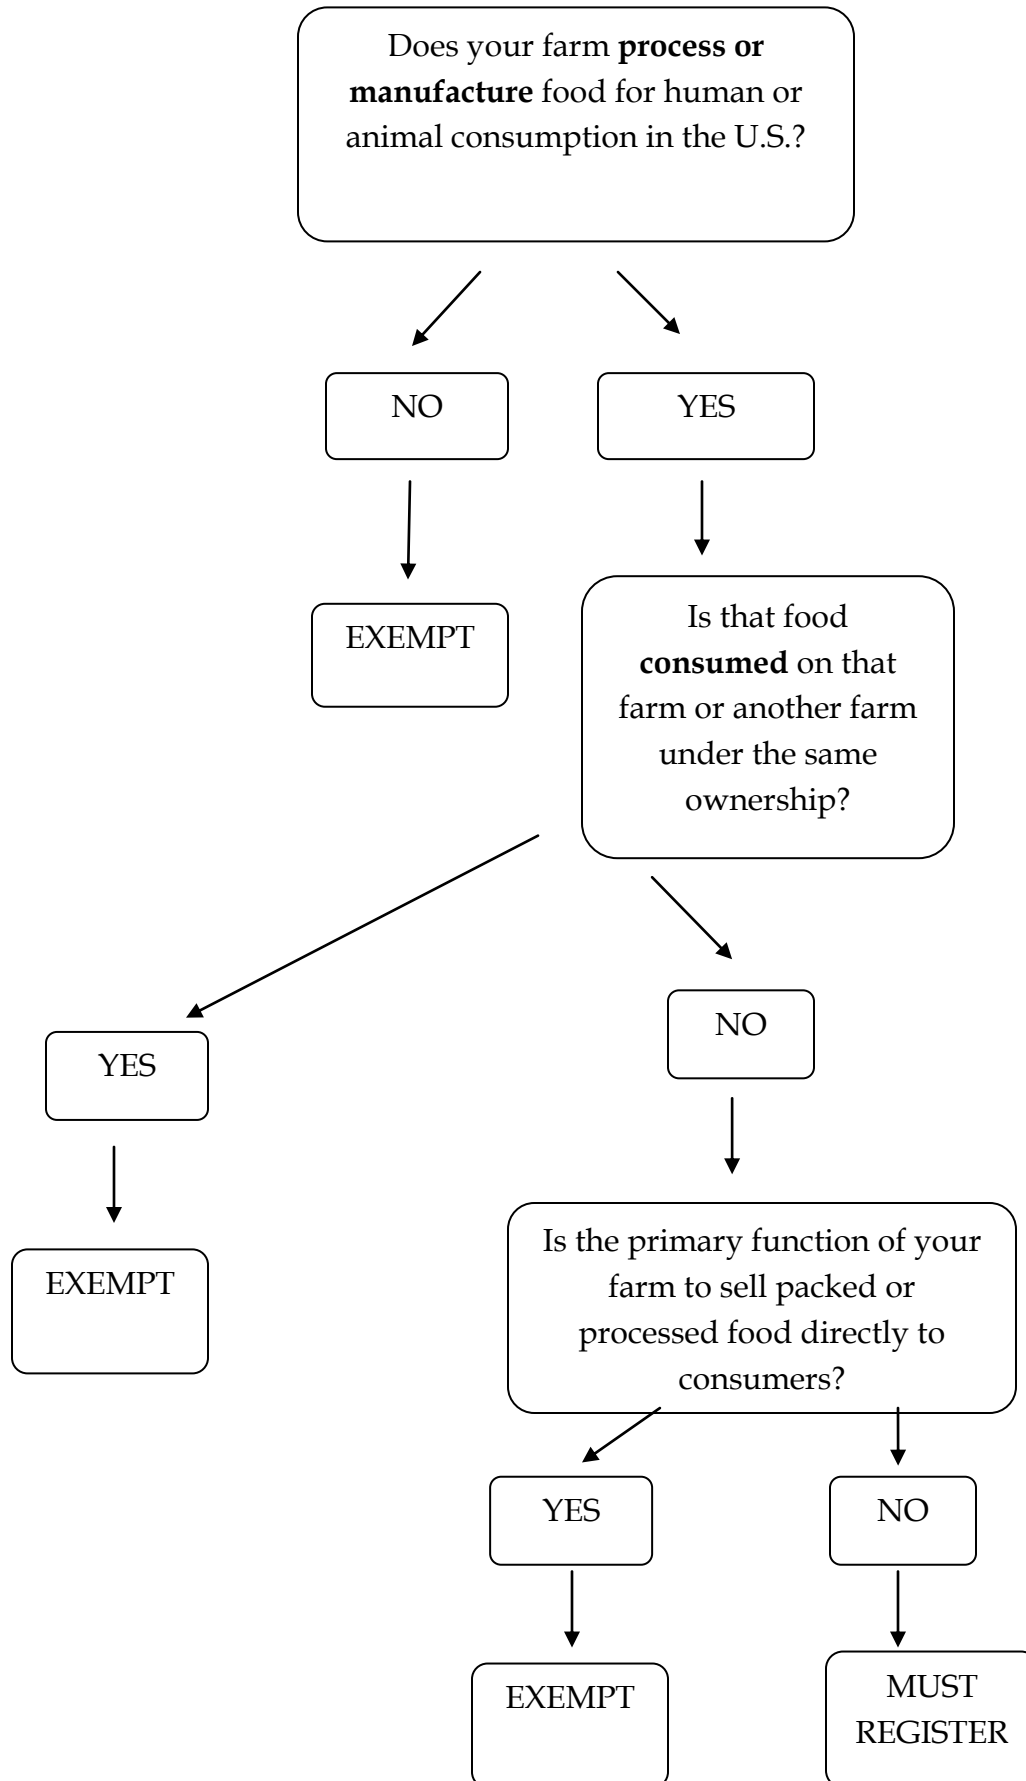 Does your farm process or
manufacture food for human or
animal consumption in the U.S.?
NO
YES
EXEMPT
Is that food
consumed on that
farm or another farm
under the same
ownership?
YES
NO
EXEMPT
Is the primary function of your
farm to sell packed or
processed food directly to
consumers?
YES
NO
EXEMPT
MUST
REGISTER